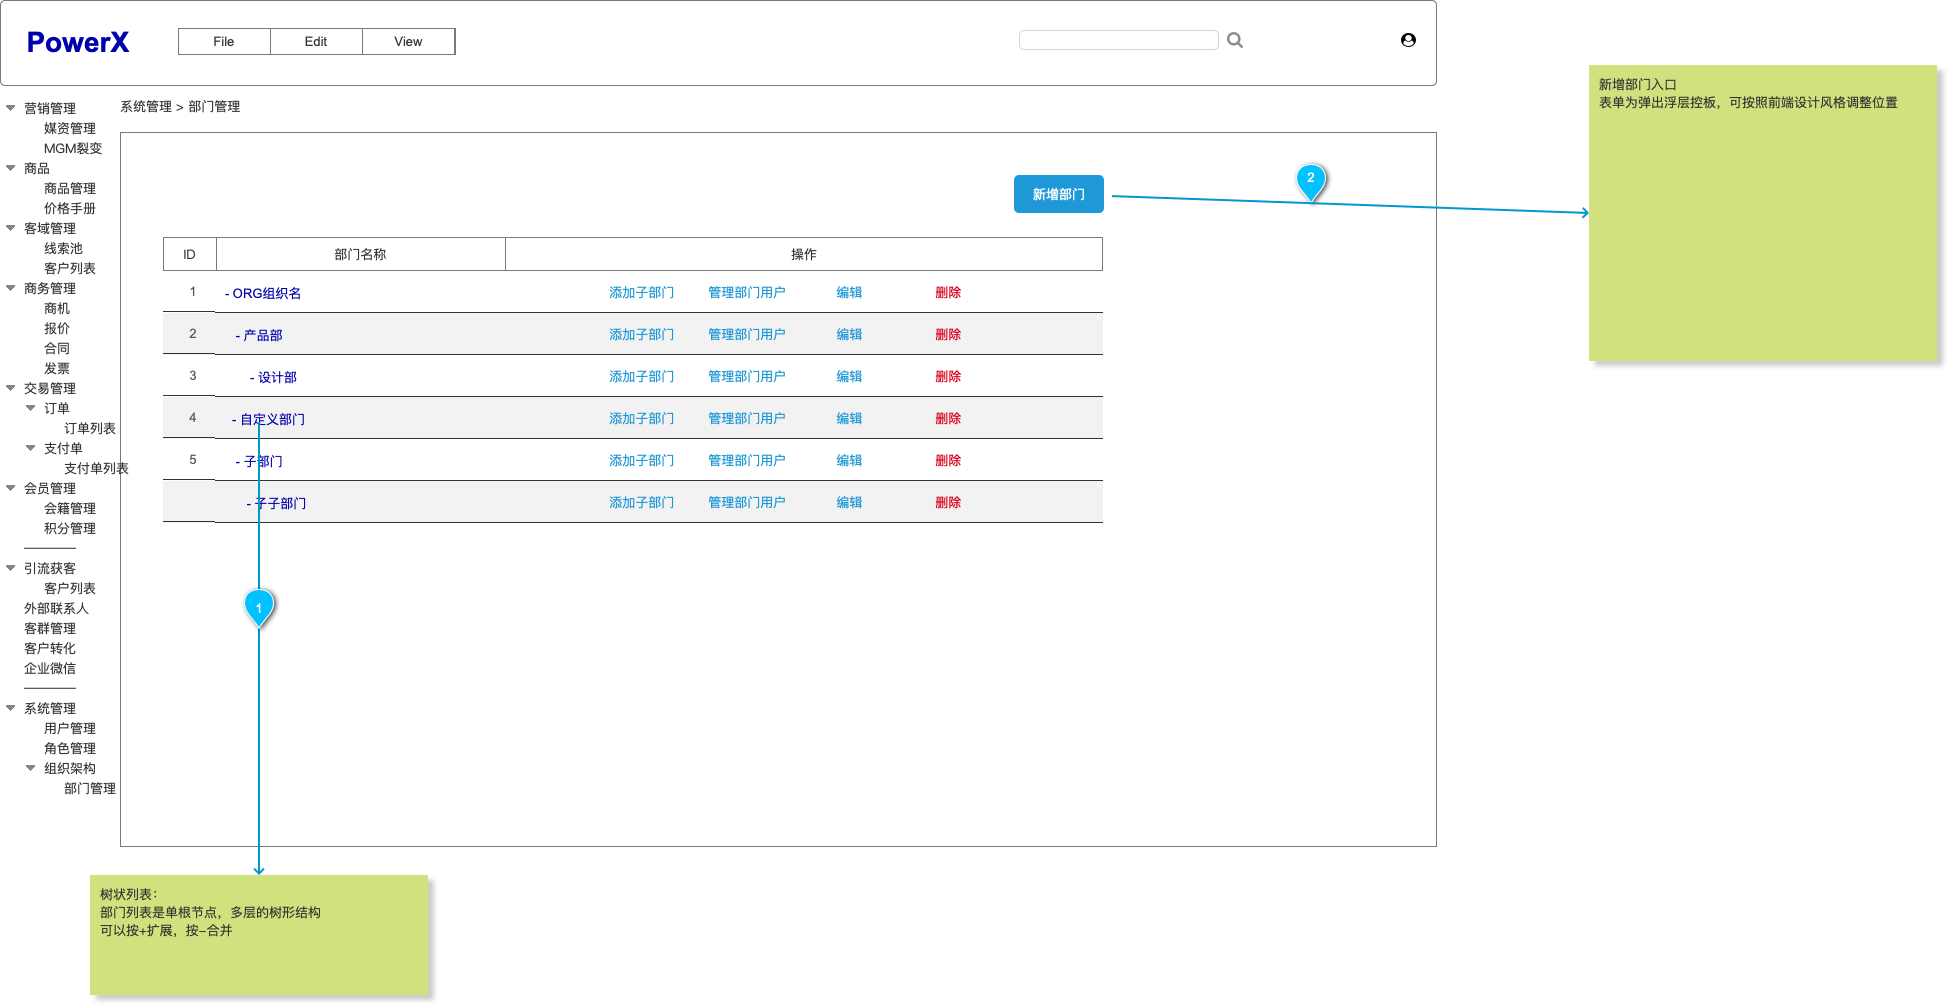 PowerX
File Edit View
新增部门入口
表单为弹出浮层控板，可按照前端设计风格调整位置
营销管理
媒资管理
MGM裂变
商品
商品管理
价格手册
客域管理
线索池
客户列表
商务管理
商机
报价
合同
发票
交易管理
订单
订单列表
支付单
支付单列表
会员管理
会籍管理
积分管理
引流获客
客户列表
外部联系人
客群管理
客户转化
企业微信
系统管理
用户管理
角色管理
组织架构
部门管理
系统管理 > 部门管理
新增部门
2
ID 部门名称 操作
1 - ORG组织名 添加子部门 管理部门用户 编辑 删除
2 - 产品部 添加子部门 管理部门用户 编辑 删除
3 - 设计部 添加子部门 管理部门用户 编辑 删除
4 - 自定义部门 添加子部门 管理部门用户 编辑 删除
5 - 子部门 添加子部门 管理部门用户 编辑 删除
- 子子部门 添加子部门 管理部门用户 编辑 删除
1
树状列表：
部门列表是单根节点，多层的树形结构
可以按+扩展，按-合并